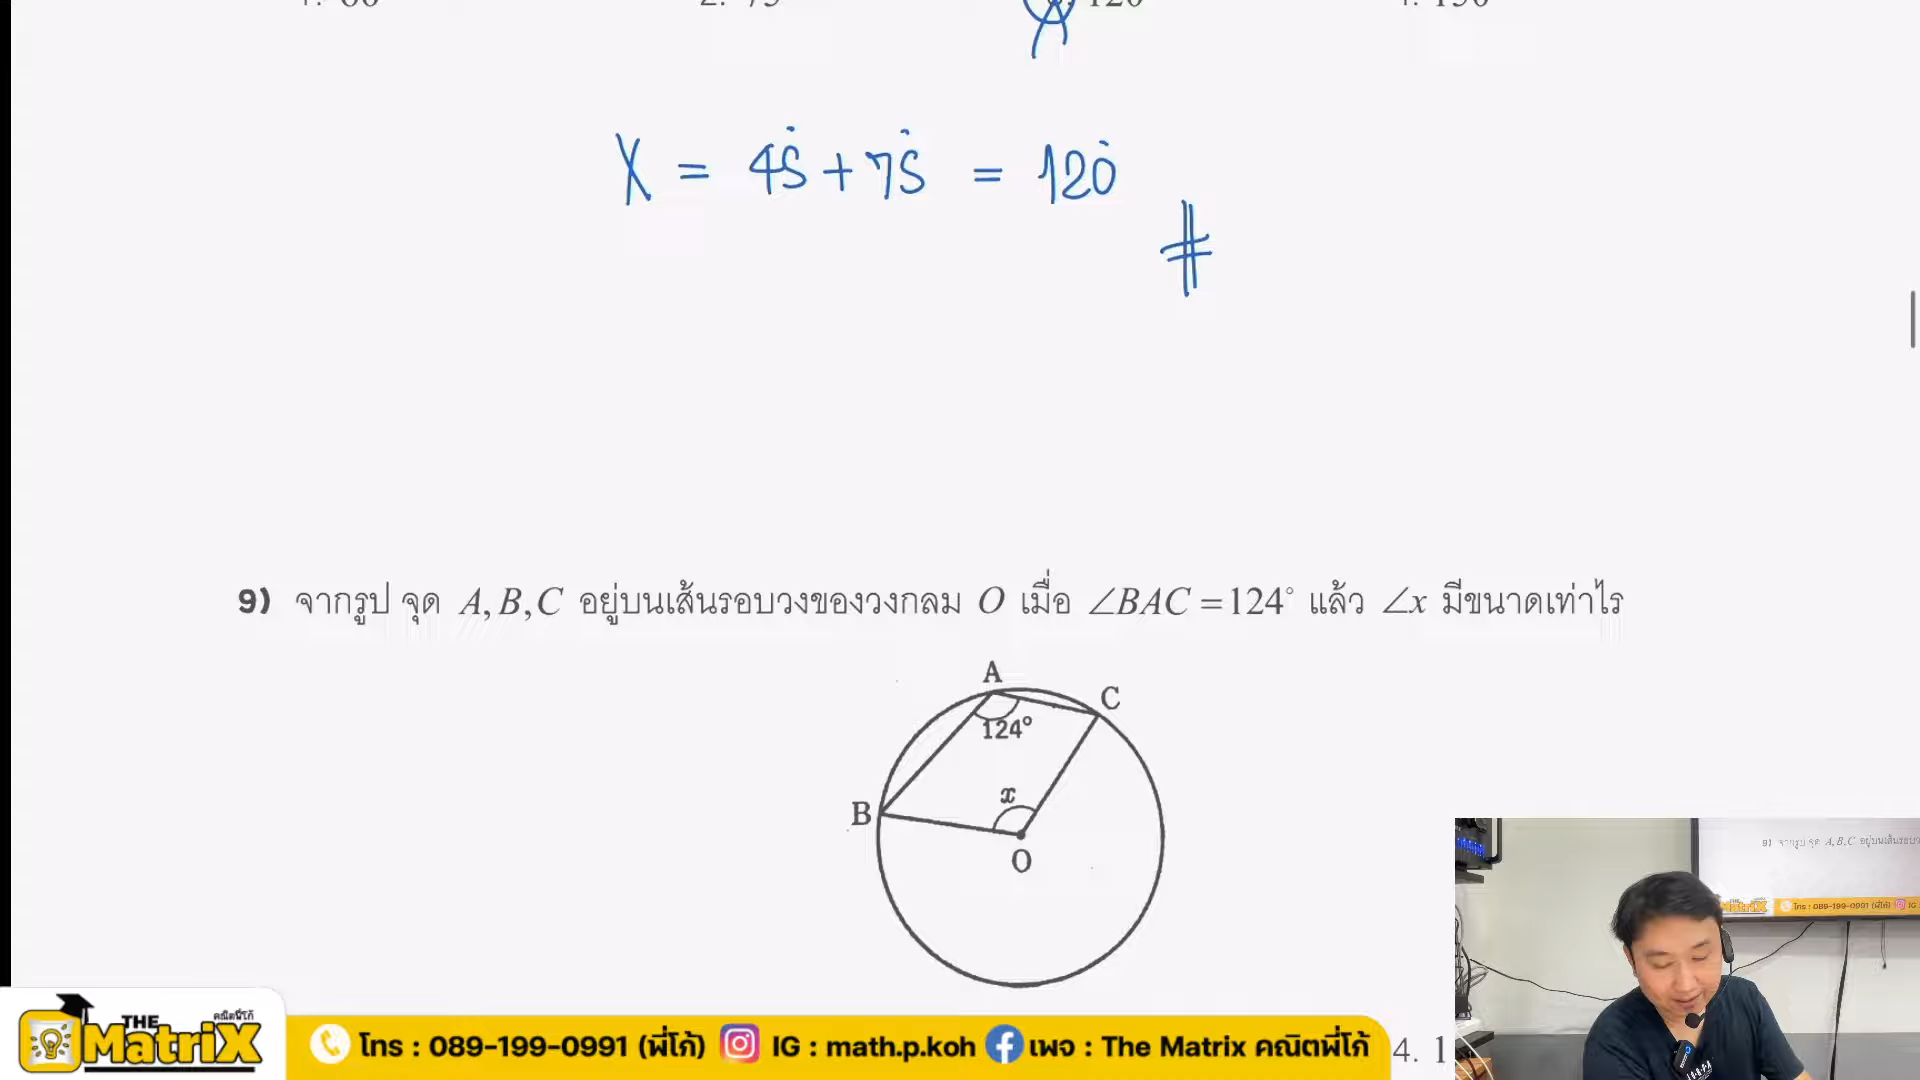 X = 45° + 75° = 120°
9) จากรูป จุด A, B, C อยู่บนเส้นรอบวงของวงกลม O เมื่อ ∠BAC = 124° แล้ว ∠x มีขนาดเท่าไร
A
C
124°
x
B
O
4. 1
THE MatriX คณิตพี่โก้
โทร : 089-199-0991 (พี่โก้) IG : math.p.koh เพจ : The Matrix คณิตพี่โก้